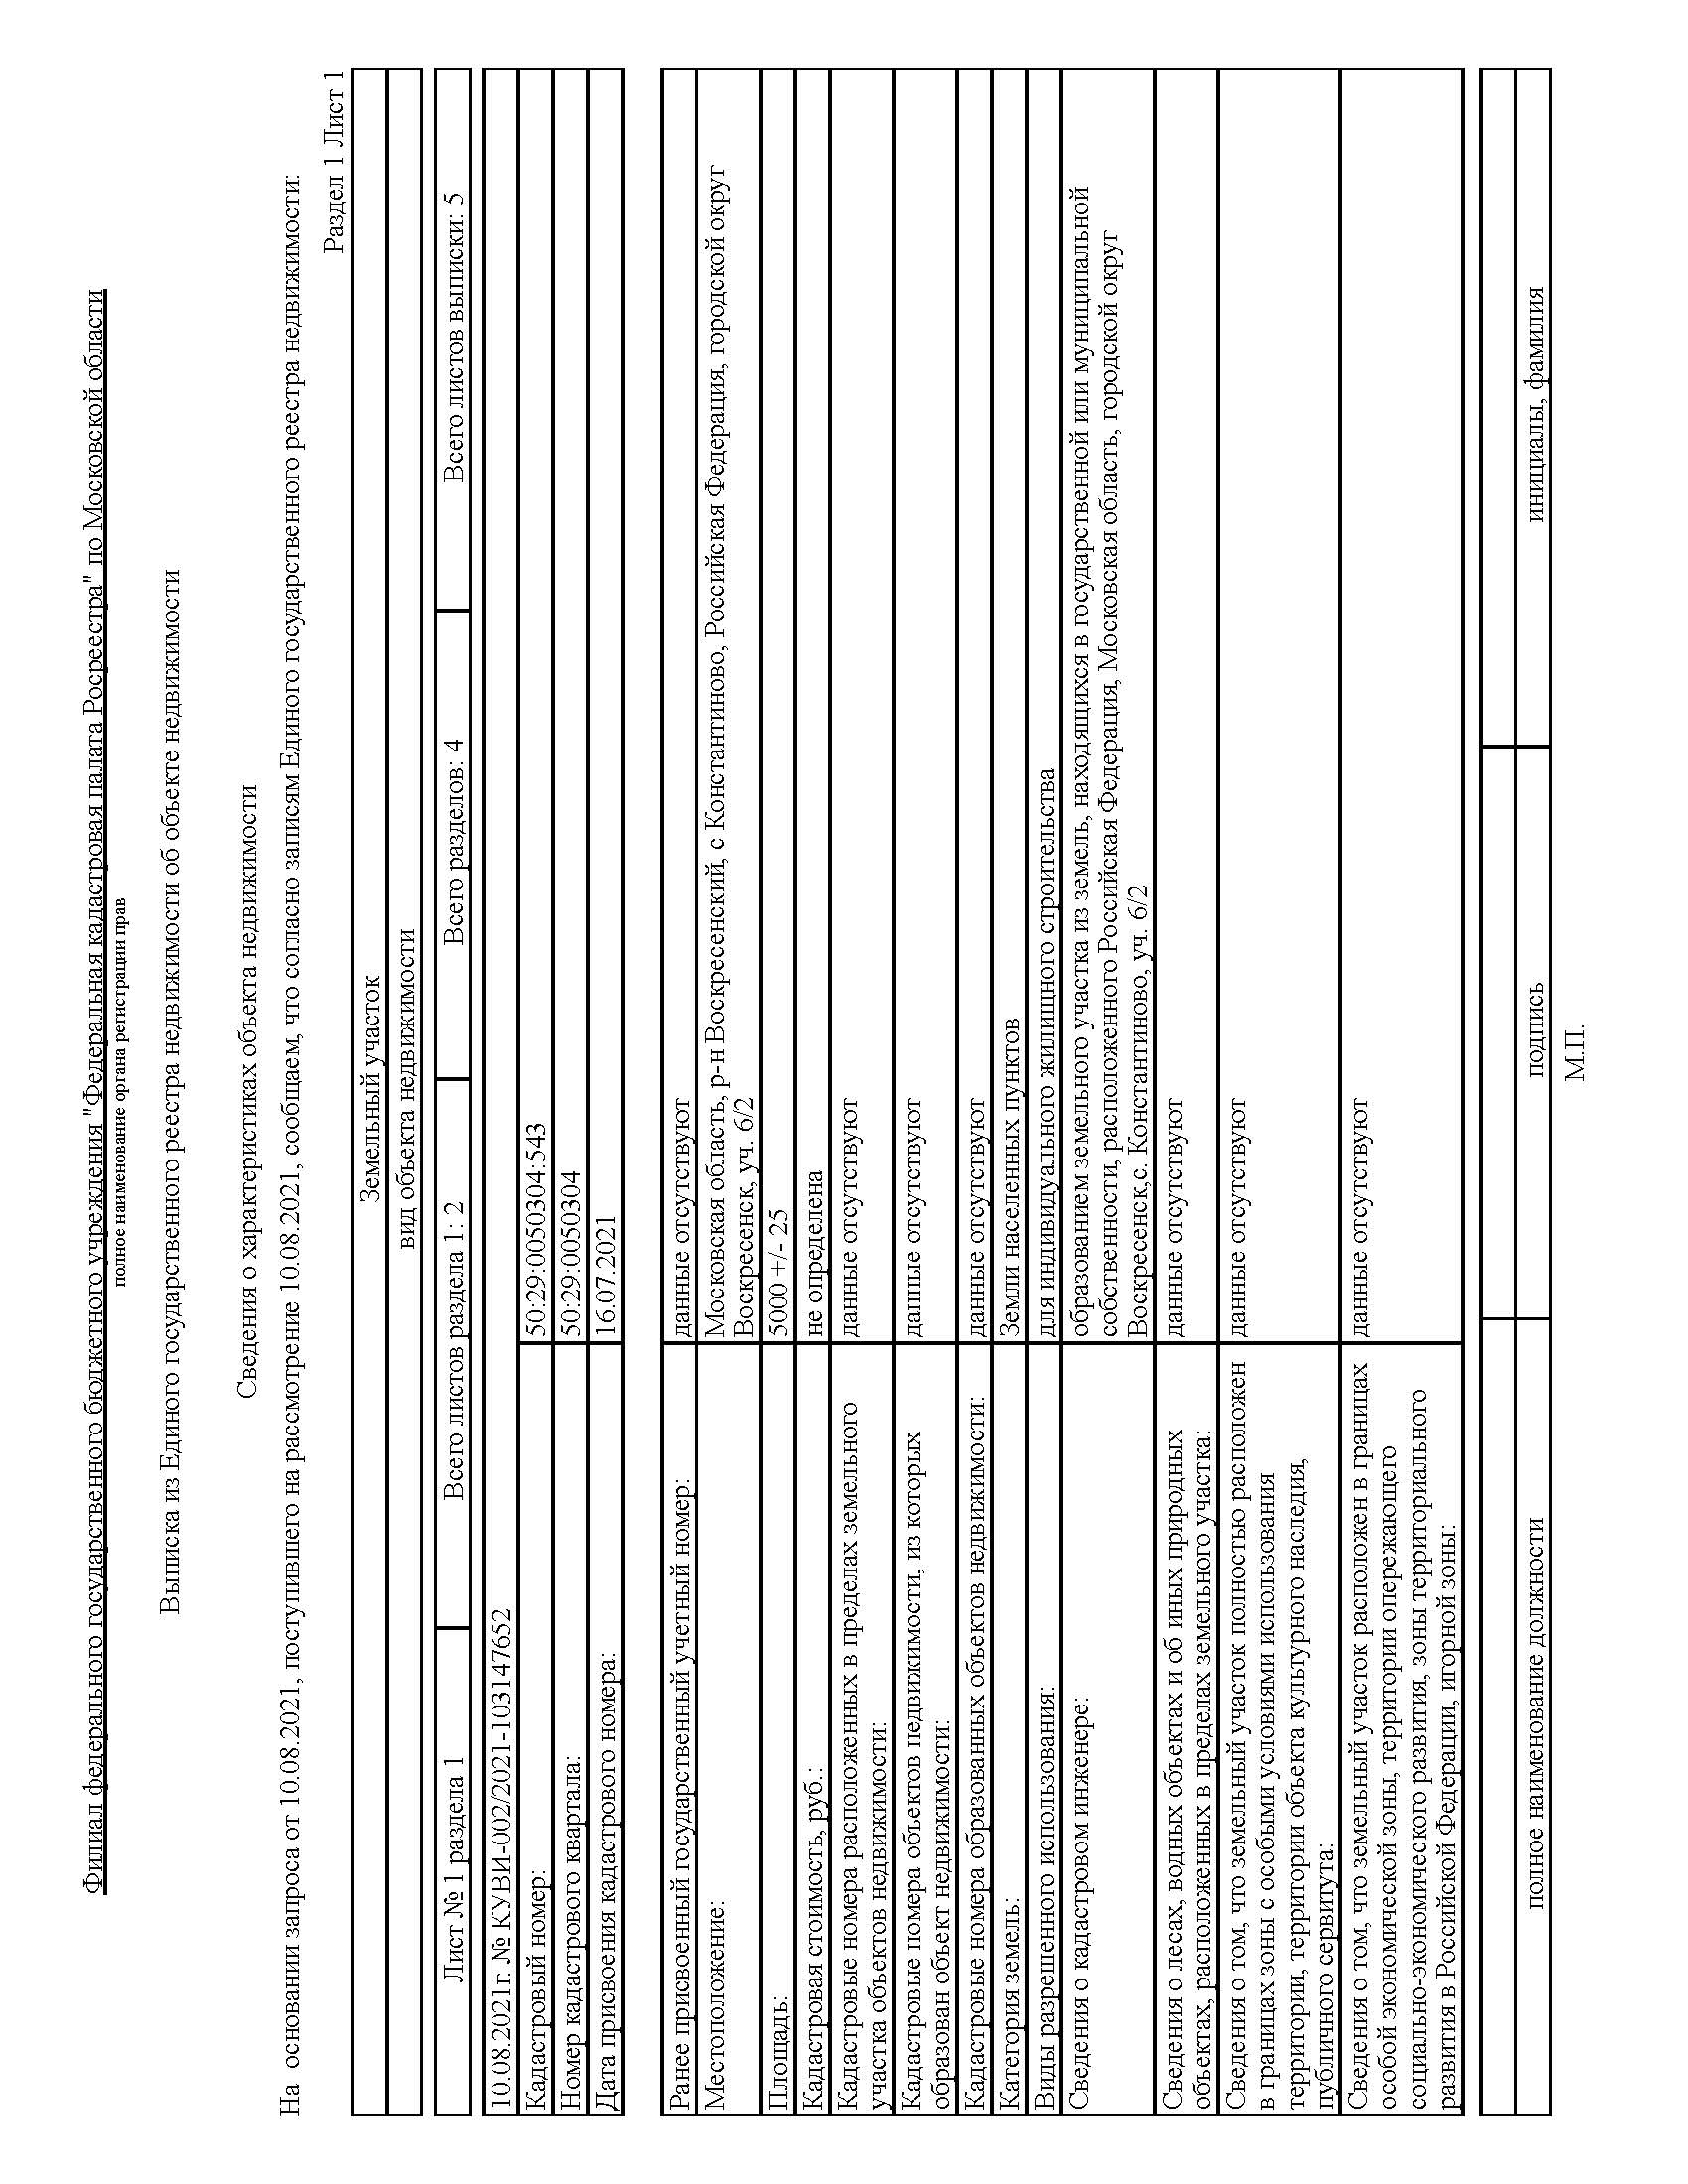 Филиал федерального государственного бюджетного учреждения "Федеральная кадастровая палата Росреестра" по Московской области
полное наименование органа регистрации прав
Выписка из Единого государственного реестра недвижимости об объекте недвижимости
Сведения о характеристиках объекта недвижимости
На основании запроса от 10.08.2021, поступившего на рассмотрение 10.08.2021, сообщаем, что согласно записям Единого государственного реестра недвижимости:
Раздел 1 Лист 1
Земельный участок
вид объекта недвижимости
Лист № 1 раздела 1
Всего листов раздела 1: 2
Всего разделов: 4
Всего листов выписки: 5
10.08.2021г. № КУВИ-002/2021-103147652
Кадастровый номер:
50:29:0050304:543
Номер кадастрового квартала:
50:29:0050304
Дата присвоения кадастрового номера:
16.07.2021
Ранее присвоенный государственный учетный номер:
данные отсутствуют
Местоположение:
Московская область, р-н Воскресенский, с Константиново, Российская Федерация, городской округ
Воскресенск, уч. 6/2
Площадь:
5000 +/- 25
Кадастровая стоимость, руб.:
не определена
Кадастровые номера расположенных в пределах земельного
участка объектов недвижимости:
данные отсутствуют
Кадастровые номера объектов недвижимости, из которых
образован объект недвижимости:
данные отсутствуют
Кадастровые номера образованных объектов недвижимости:
данные отсутствуют
Категория земель:
Земли населенных пунктов
Виды разрешенного использования:
для индивидуального жилищного строительства
Сведения о кадастровом инженере:
образованием земельного участка из земель, находящихся в государственной или муниципальной
собственности, расположенного Российская Федерация, Московская область, городской округ
Воскресенск,с. Константиново, уч. 6/2
Сведения о лесах, водных объектах и об иных природных
объектах, расположенных в пределах земельного участка:
данные отсутствуют
Сведения о том, что земельный участок полностью расположен
в границах зоны с особыми условиями использования
территории, территории объекта культурного наследия,
публичного сервитута:
данные отсутствуют
Сведения о том, что земельный участок расположен в границах
особой экономической зоны, территории опережающего
социально-экономического развития, зоны территориального
развития в Российской Федерации, игорной зоны:
данные отсутствуют
полное наименование должности
подпись
инициалы, фамилия
М.П.